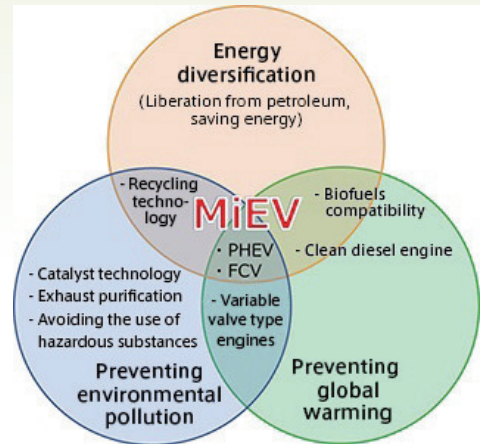 Energy
diversification
(Liberation from petroleum,
saving energy)
- Recycling
techno-
logy
MiEV
- Biofuels
compatibility
· PHEV
· FCV
- Clean diesel engine
- Catalyst technology
- Exhaust purification
- Avoiding the use of
hazardous substances
- Variable
valve type
engines
Preventing
environmental
pollution
Preventing
global
warming